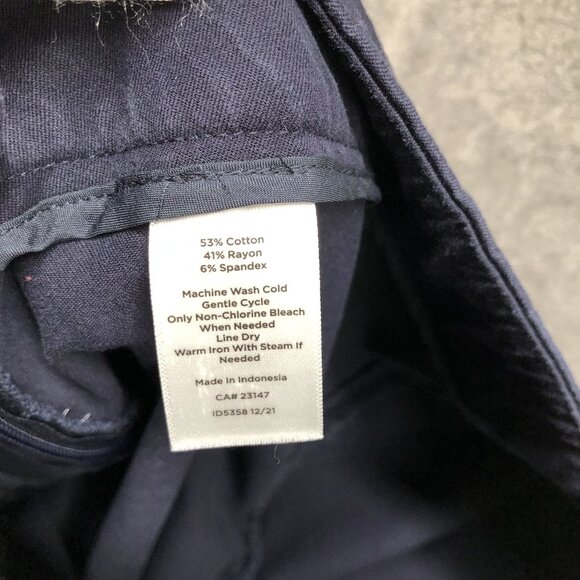 53% Cotton
41% Rayon
6% Spandex
Machine Wash Cold
Gentle Cycle
Only Non-Chlorine Bleach
When Needed
Line Dry
Warm Iron With Steam If
Needed
Made in Indonesia
CA# 23147
ID5358 12/21